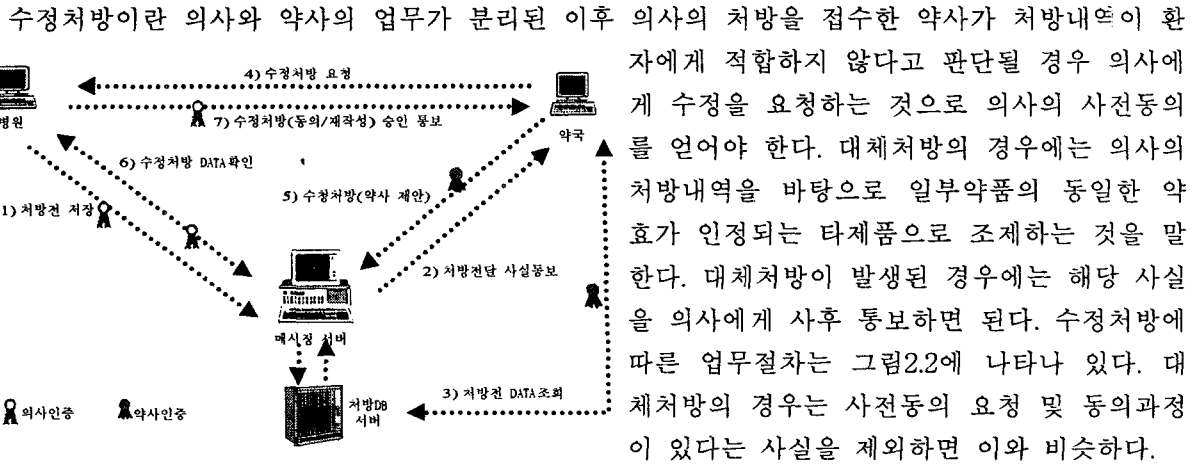 수정처방이란 의사와 약사의 업무가 분리된 이후 의사의 처방을 접수한 약사가 처방내역이 환
자에게 적합하지 않다고 판단될 경우 의사에
게 수정을 요청하는 것으로 의사의 사전동의
를 얻어야 한다. 대체처방의 경우에는 의사의
처방내역을 바탕으로 일부약품의 동일한 약
효가 인정되는 타제품으로 조제하는 것을 말
한다. 대체처방이 발생된 경우에는 해당 사실
을 의사에게 사후 통보하면 된다. 수정처방에
따른 업무절차는 그림2.2에 나타나 있다. 대
체처방의 경우는 사전동의 요청 및 동의과정
이 있다는 사실을 제외하면 이와 비슷하다.
4) 수정처방 요청
병원
7) 수정처방(동의/재작성) 승인 통보
약국
6) 수정처방 DATA확인
5) 수정처방(약사 제안)
1) 처방전 저장
2) 처방전달 사실통보
메시징 서버
3) 처방전 DATA조회
처방DB
서버
의사인증
약사인증